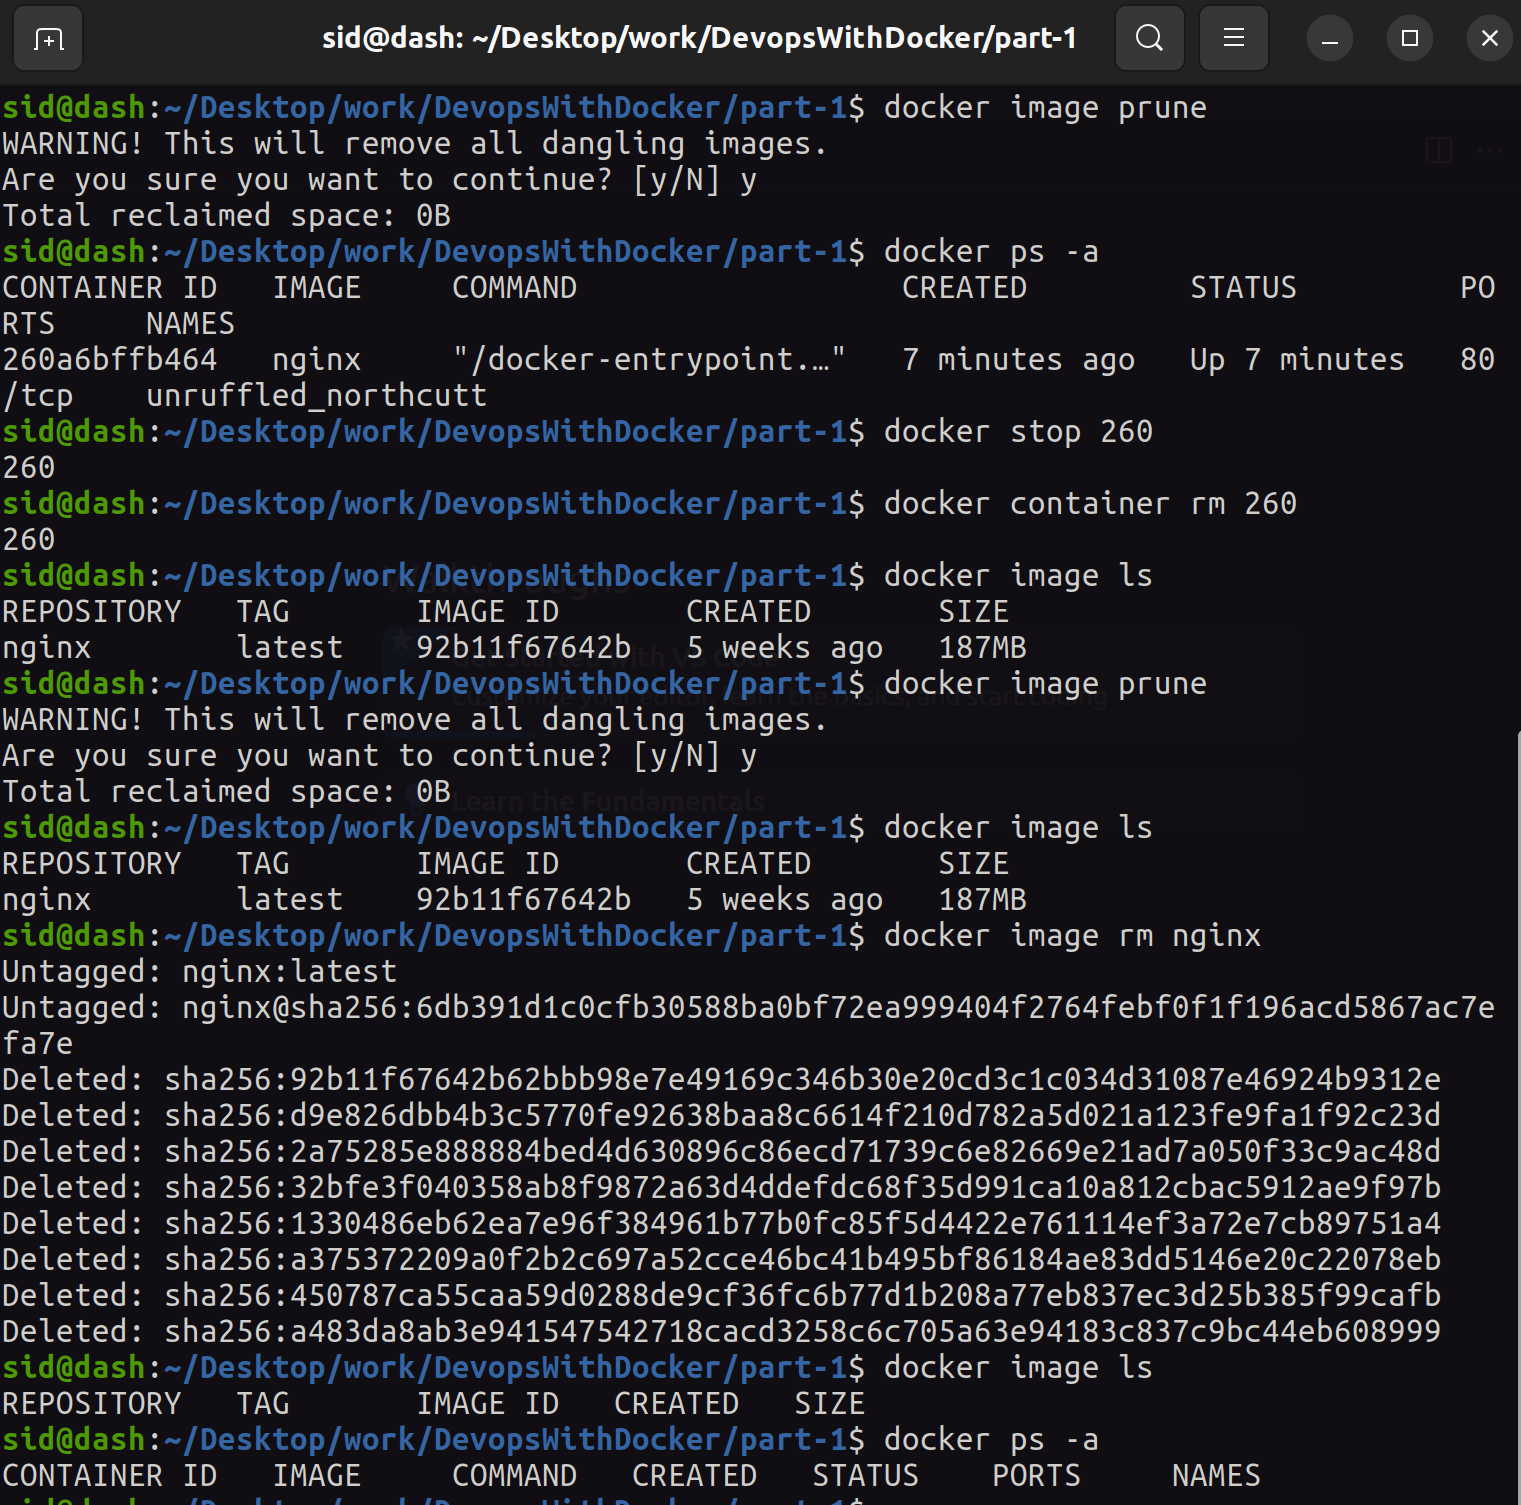 sid@dash: ~/Desktop/work/DevopsWithDocker/part-1
sid@dash:~/Desktop/work/DevopsWithDocker/part-1$ docker image prune
WARNING! This will remove all dangling images.
Are you sure you want to continue? [y/N] y
Total reclaimed space: 0B
sid@dash:~/Desktop/work/DevopsWithDocker/part-1$ docker ps -a
CONTAINER ID   IMAGE     COMMAND                  CREATED         STATUS         PO
RTS     NAMES
260a6bffb464   nginx     "/docker-entrypoint.…"   7 minutes ago   Up 7 minutes   80
/tcp    unruffled_northcutt
sid@dash:~/Desktop/work/DevopsWithDocker/part-1$ docker stop 260
260
sid@dash:~/Desktop/work/DevopsWithDocker/part-1$ docker container rm 260
260
sid@dash:~/Desktop/work/DevopsWithDocker/part-1$ docker image ls
REPOSITORY   TAG       IMAGE ID       CREATED       SIZE
nginx        latest    92b11f67642b   5 weeks ago   187MB
sid@dash:~/Desktop/work/DevopsWithDocker/part-1$ docker image prune
WARNING! This will remove all dangling images.
Are you sure you want to continue? [y/N] y
Total reclaimed space: 0B
Learn the Fundamentals
sid@dash:~/Desktop/work/DevopsWithDocker/part-1$ docker image ls
REPOSITORY   TAG       IMAGE ID       CREATED       SIZE
nginx        latest    92b11f67642b   5 weeks ago   187MB
sid@dash:~/Desktop/work/DevopsWithDocker/part-1$ docker image rm nginx
Untagged: nginx:latest
Untagged: nginx@sha256:6db391d1c0cfb30588ba0bf72ea999404f2764febf0f1f196acd5867ac7e
fa7e
Deleted: sha256:92b11f67642b62bbb98e7e49169c346b30e20cd3c1c034d31087e46924b9312e
Deleted: sha256:d9e826dbb4b3c5770fe92638baa8c6614f210d782a5d021a123fe9fa1f92c23d
Deleted: sha256:2a75285e888884bed4d630896c86ecd71739c6e82669e21ad7a050f33c9ac48d
Deleted: sha256:32bfe3f040358ab8f9872a63d4ddefdc68f35d991ca10a812cbac5912ae9f97b
Deleted: sha256:1330486eb62ea7e96f384961b77b0fc85f5d4422e761114ef3a72e7cb89751a4
Deleted: sha256:a375372209a0f2b2c697a52cce46bc41b495bf86184ae83dd5146e20c22078eb
Deleted: sha256:450787ca55caa59d0288de9cf36fc6b77d1b208a77eb837ec3d25b385f99cafb
Deleted: sha256:a483da8ab3e941547542718cacd3258c6c705a63e94183c837c9bc44eb608999
sid@dash:~/Desktop/work/DevopsWithDocker/part-1$ docker image ls
REPOSITORY   TAG       IMAGE ID   CREATED   SIZE
sid@dash:~/Desktop/work/DevopsWithDocker/part-1$ docker ps -a
CONTAINER ID   IMAGE     COMMAND   CREATED   STATUS    PORTS     NAMES